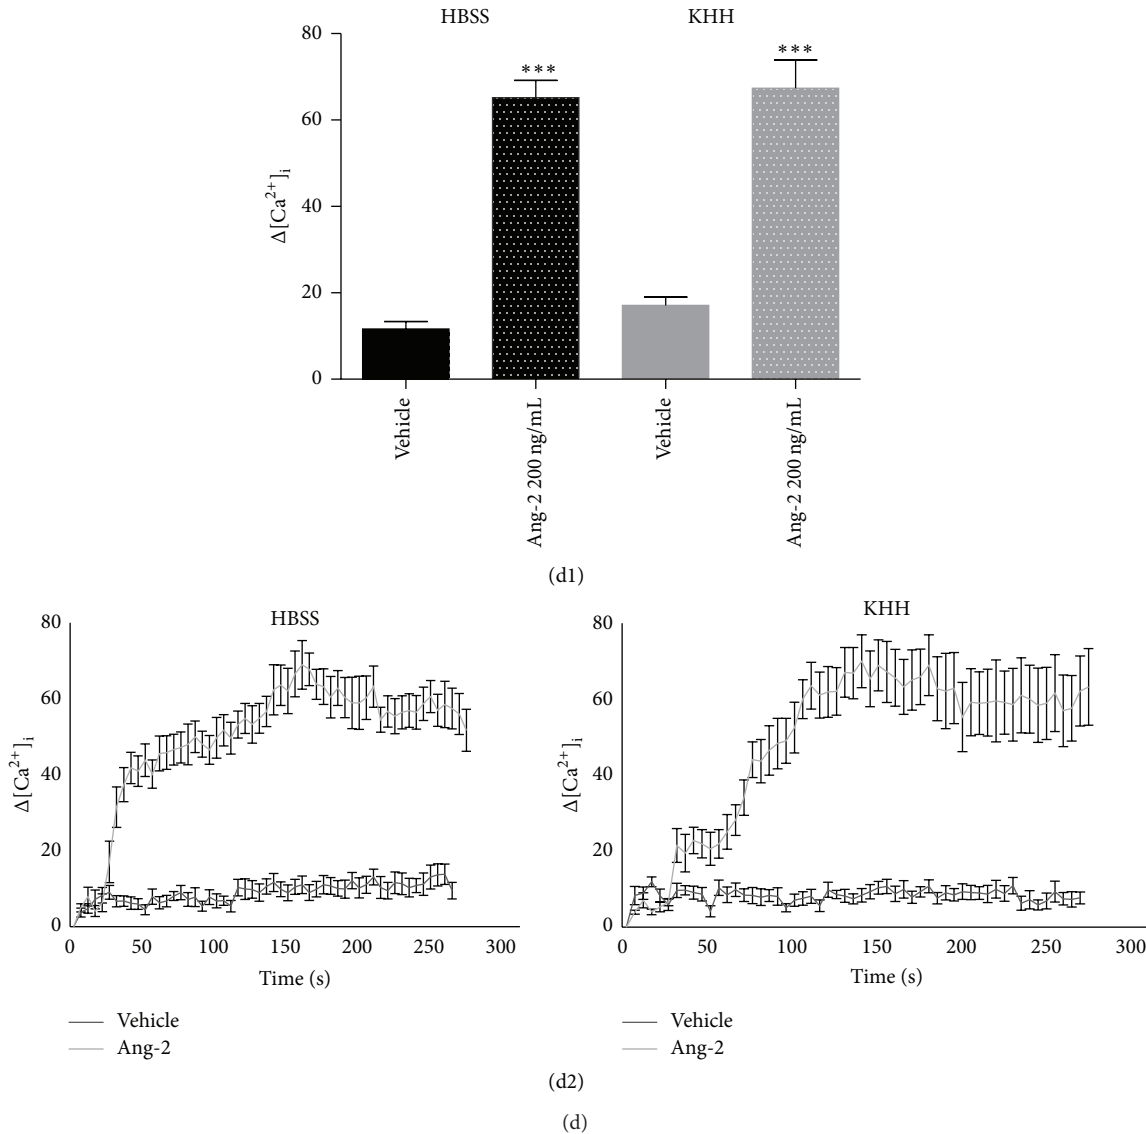 HBSS KHH
80
60
40
20
0
Δ[Ca²⁺]ᵢ
*** ***
Vehicle
Ang-2 200 ng/mL
Vehicle
Ang-2 200 ng/mL
(d1)
HBSS
80
60
40
20
0
Δ[Ca²⁺]ᵢ
0 50 100 150 200 250 300
Time (s)
Vehicle
Ang-2
KHH
80
60
40
20
0
Δ[Ca²⁺]ᵢ
0 50 100 150 200 250 300
Time (s)
Vehicle
Ang-2
(d2)
(d)